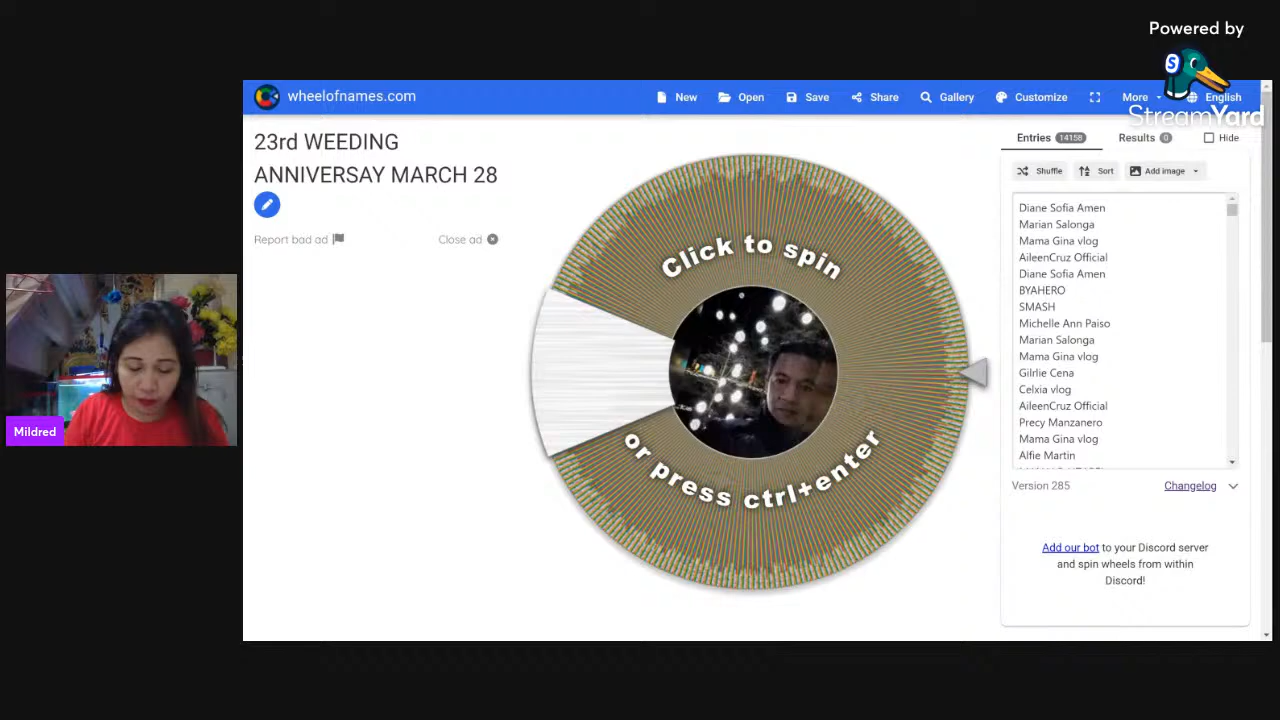 Powered by
StreamYard
wheelofnames.com
New
Open
Save
Share
Gallery
Customize
More
English
23rd WEEDING
ANNIVERSAY MARCH 28
Report bad ad
Close ad
Click to spin
or press ctrl+enter
Entries 14158
Results 0
Hide
Shuffle
Sort
Add image
Diane Sofia Amen
Marian Salonga
Mama Gina vlog
AileenCruz Official
Diane Sofia Amen
BYAHERO
SMASH
Michelle Ann Paiso
Marian Salonga
Mama Gina vlog
Gilrlie Cena
Celxia vlog
AileenCruz Official
Precy Manzanero
Mama Gina vlog
Alfie Martin
Version 285
Changelog
Add our bot to your Discord server
and spin wheels from within
Discord!
Mildred